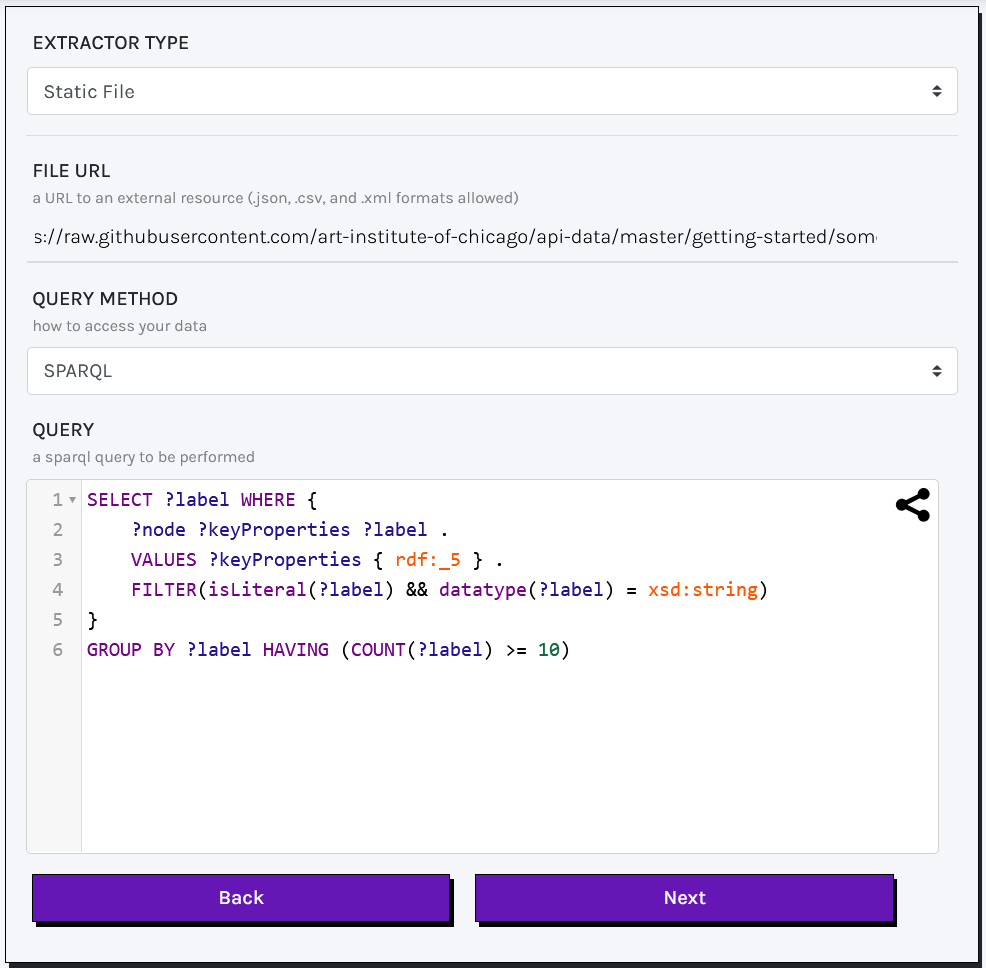 EXTRACTOR TYPE
Static File
FILE URL
a URL to an external resource (.json, .csv, and .xml formats allowed)
s://raw.githubusercontent.com/art-institute-of-chicago/api-data/master/getting-started/som
QUERY METHOD
how to access your data
SPARQL
QUERY
a sparql query to be performed
1 SELECT ?label WHERE {
2 ?node ?keyProperties ?label .
3 VALUES ?keyProperties { rdf:_5 } .
4 FILTER(isLiteral(?label) && datatype(?label) = xsd:string)
5 }
6 GROUP BY ?label HAVING (COUNT(?label) >= 10)
Back Next